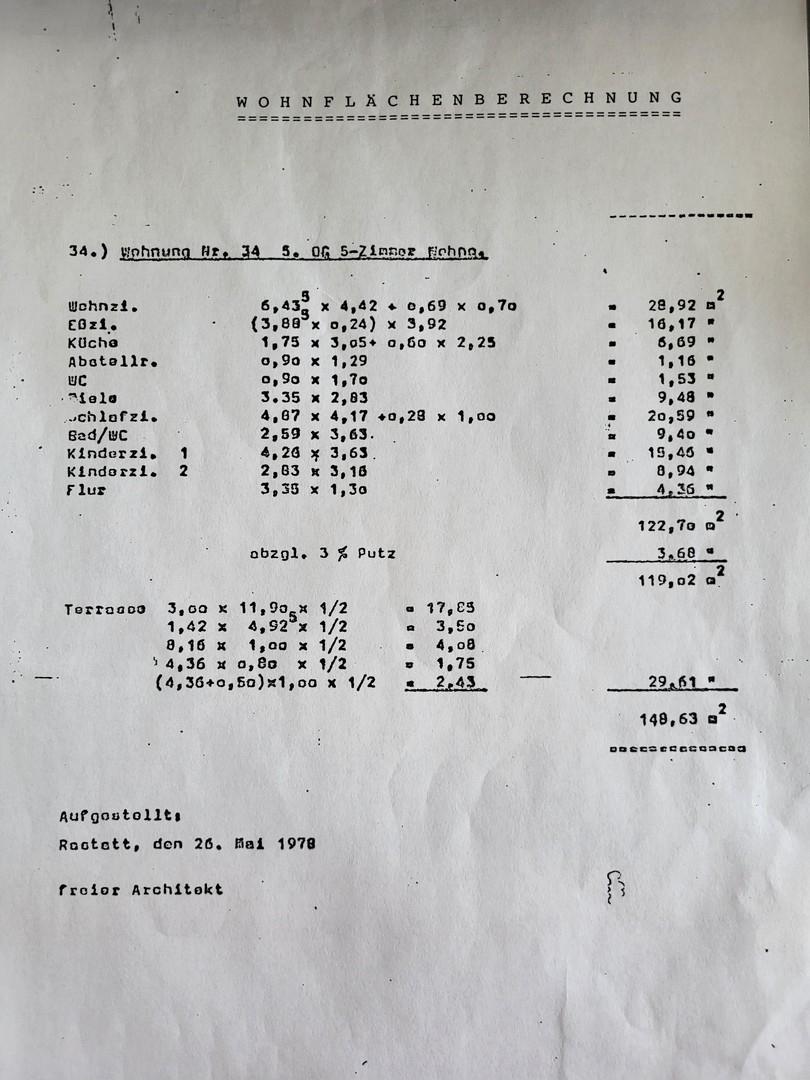 WOHNFLÄCHENBERECHNUNG
34.) Wohnung Nr. 34 5. OG 5-Zimmer Wohng.
Wohnzi. 6,43⁵ x 4,42 + 0,69 x 0,70 = 28,92 m²
Eßzi. (3,88⁵ x 0,24) x 3,92 = 16,17 "
Küche 1,75 x 3,05+ 0,60 x 2,25 = 6,69 "
Abstellr. 0,90 x 1,29 = 1,16 "
WC 0,90 x 1,70 = 1,53 "
Diele 3.35 x 2,83 = 9,48 "
Schlafzi. 4,87 x 4,17 +0,28 x 1,00 = 20,59 "
Bad/WC 2,59 x 3,63. = 9,40 "
Kinderzi. 1 4,26 x 3,63 = 15,46 "
Kinderzi. 2 2,83 x 3,16 = 8,94 "
Flur 3,35 x 1,30 = 4,36 "
122,70 m²
abzgl. 3 % Putz 3,68 "
119,02 m²
Terrasse 3,00 x 11,90 x 1/2 = 17,85
1,42 x 4,92⁵x 1/2 = 3,50
8,16 x 1,00 x 1/2 = 4,08
4,36 x 0,80 x 1/2 = 1,75
(4,36+0,50)x1,00 x 1/2 = 2,43 29,61 "
148,63 m²
Aufgestellt:
Rastatt, den 26. Mai 1978
freier Architekt